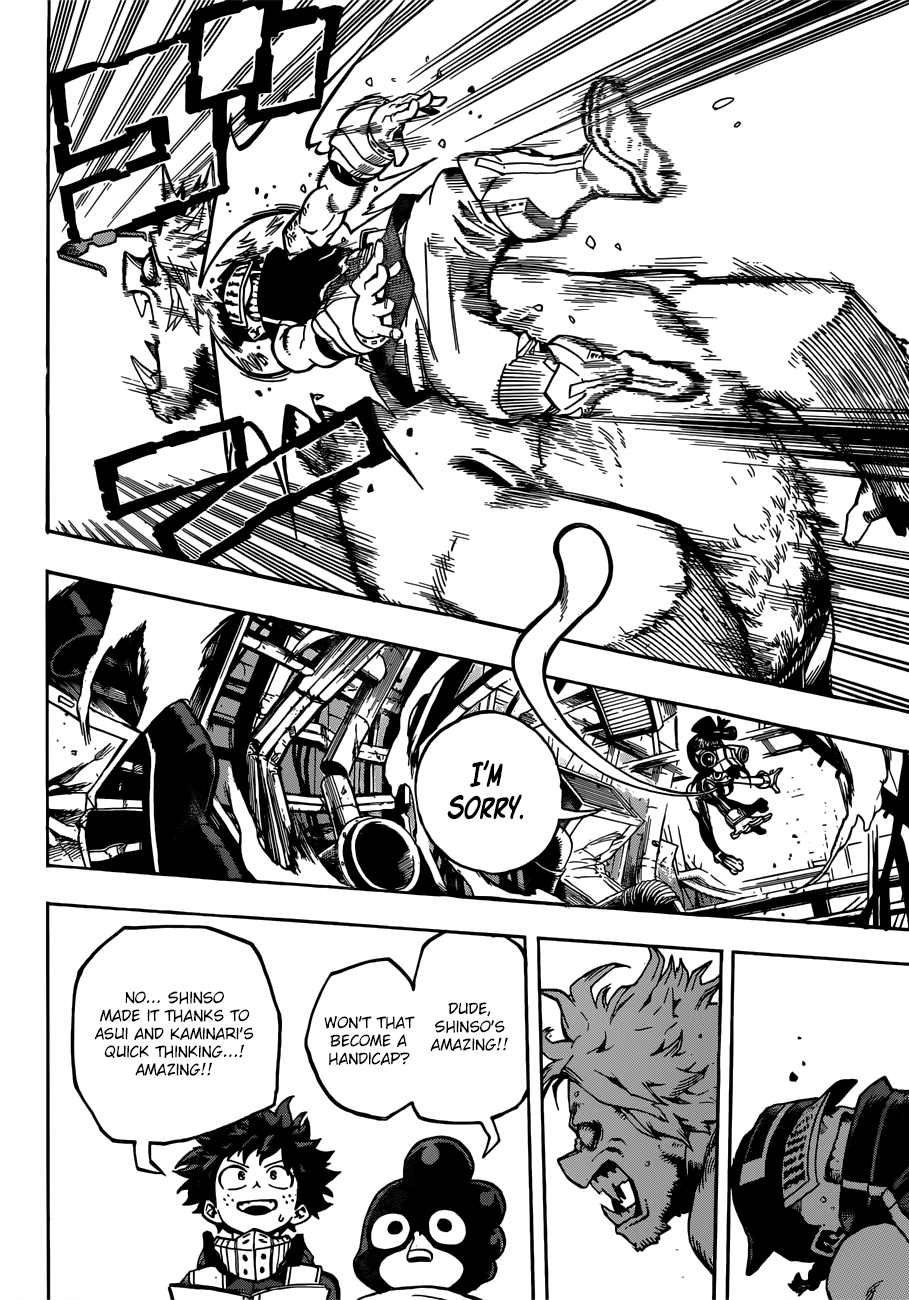 I'M
SORRY.
DUDE,
SHINSO'S
AMAZING!!
WON'T THAT
BECOME A
HANDICAP?
NO... SHINSO
MADE IT THANKS TO
ASUI AND KAMINARI'S
QUICK THINKING...!
AMAZING!!